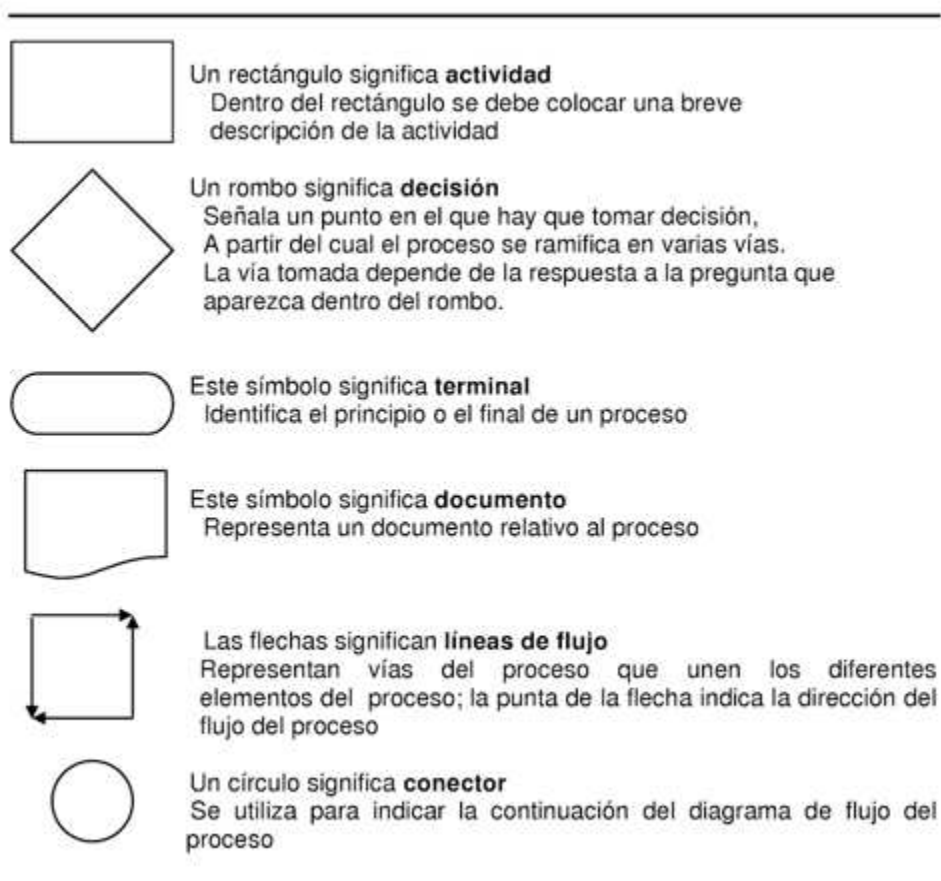 Un rectángulo significa actividad
Dentro del rectángulo se debe colocar una breve
descripción de la actividad
Un rombo significa decisión
Señala un punto en el que hay que tomar decisión,
A partir del cual el proceso se ramifica en varias vías.
La vía tomada depende de la respuesta a la pregunta que
aparezca dentro del rombo.
Este símbolo significa terminal
Identifica el principio o el final de un proceso
Este símbolo significa documento
Representa un documento relativo al proceso
Las flechas significan líneas de flujo
Representan vías del proceso que unen los diferentes
elementos del proceso; la punta de la flecha indica la dirección del
flujo del proceso
Un círculo significa conector
Se utiliza para indicar la continuación del diagrama de flujo del
proceso